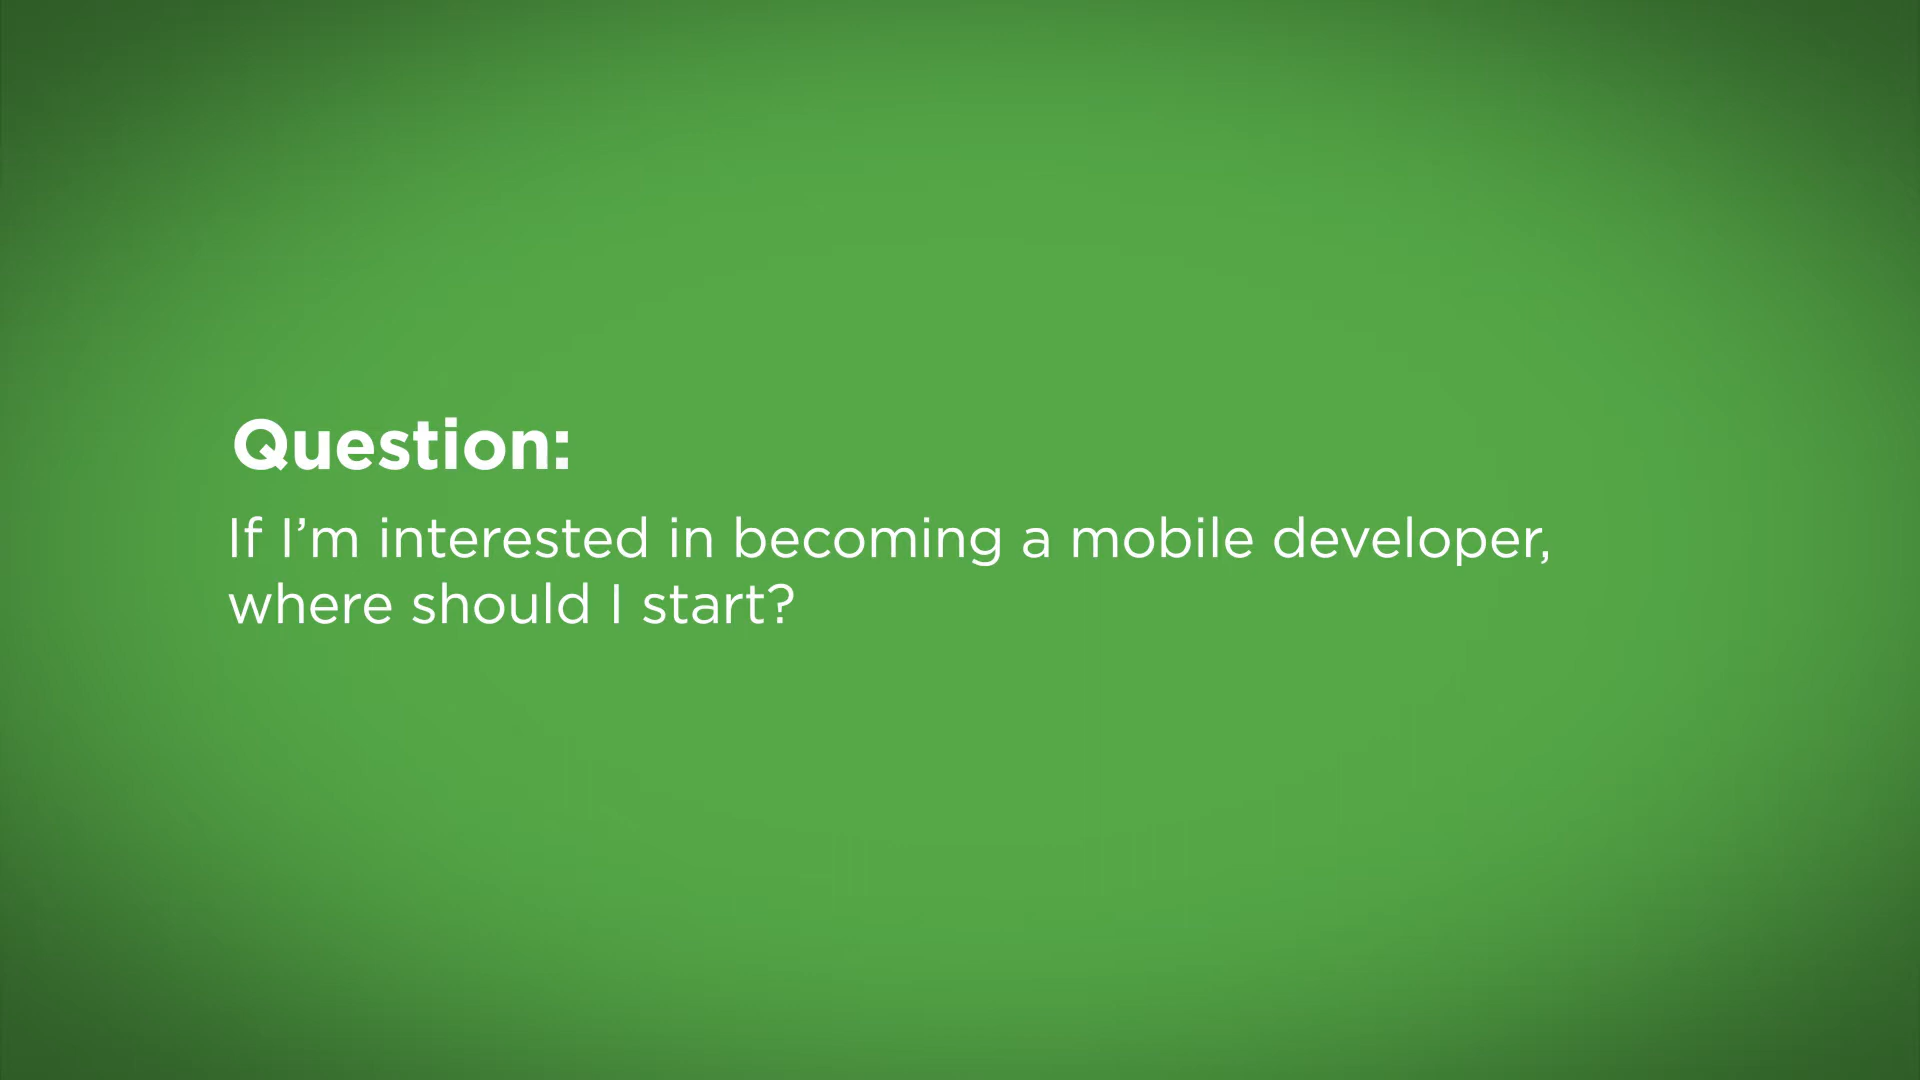 Question:
If I’m interested in becoming a mobile developer,
where should I start?